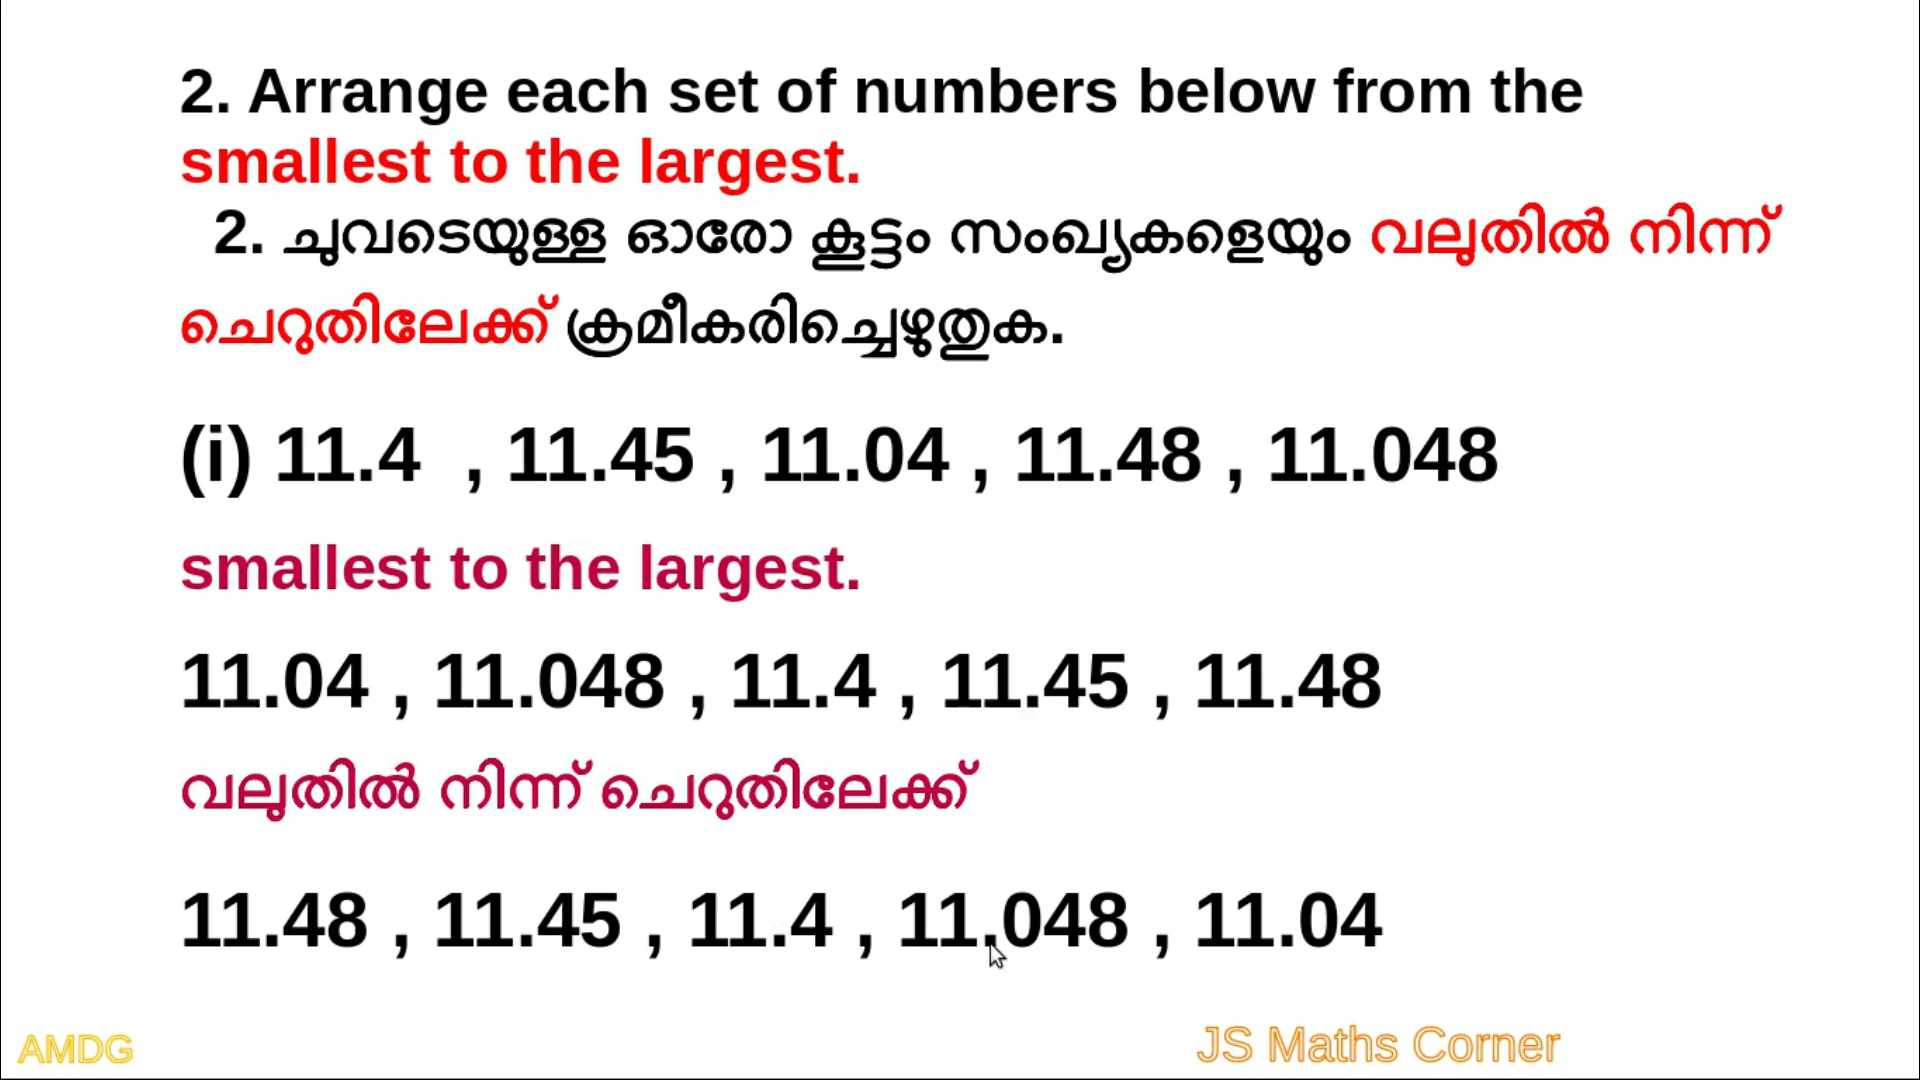 2. Arrange each set of numbers below from the
smallest to the largest.
2. ചുവടെയുള്ള ഓരോ കൂട്ടം സംഖ്യകളെയും വലുതിൽ നിന്ന്
ചെറുതിലേക്ക് ക്രമീകരിച്ചെഴുതുക.
(i) 11.4 , 11.45 , 11.04 , 11.48 , 11.048
smallest to the largest.
11.04 , 11.048 , 11.4 , 11.45 , 11.48
വലുതിൽ നിന്ന് ചെറുതിലേക്ക്
11.48 , 11.45 , 11.4 , 11.048 , 11.04
AMDG
JS Maths Corner